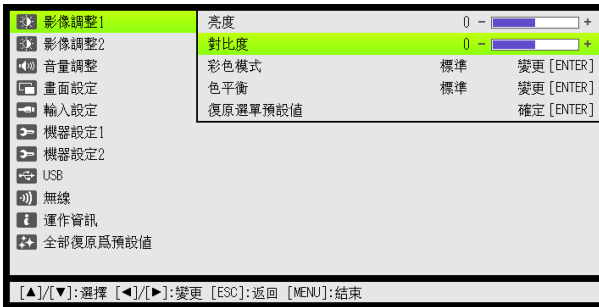 影像調整1
影像調整2
音量調整
畫面設定
輸入設定
機器設定1
機器設定2
USB
無線
運作資訊
全部復原爲預設値
亮度 0 - +
對比度 0 - +
彩色模式 標準 變更 [ENTER]
色平衡 標準 變更 [ENTER]
復原選單預設値 確定 [ENTER]
[▲]/[▼]:選擇 [◀]/[▶]:變更 [ESC]:返回 [MENU]:結束